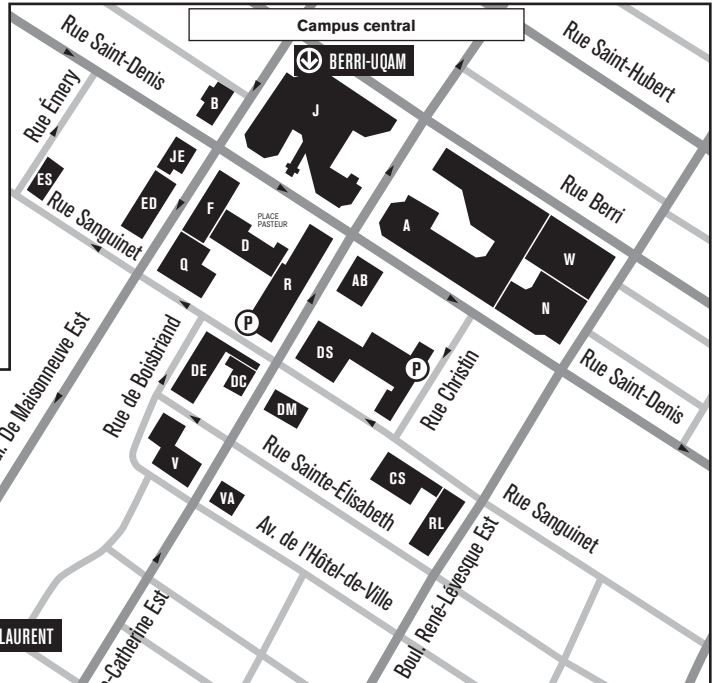 Campus central
BERRI-UQAM
Rue Saint-Denis
Rue Saint-Hubert
Rue Émery
B
J
JE
ES
ED
Rue Sanguinet
F
PLACE
PASTEUR
D
Q
R
P
A
Rue Berri
W
N
AB
DS
P
Rue Christin
Rue Saint-Denis
De Maisonneuve Est
Rue de Boisbriand
DE
DC
DM
V
VA
Rue Sainte-Élisabeth
CS
RL
Rue Sanguinet
Av. de l'Hôtel-de-Ville
Boul. René-Lévesque Est
-Catherine Est
LAURENT